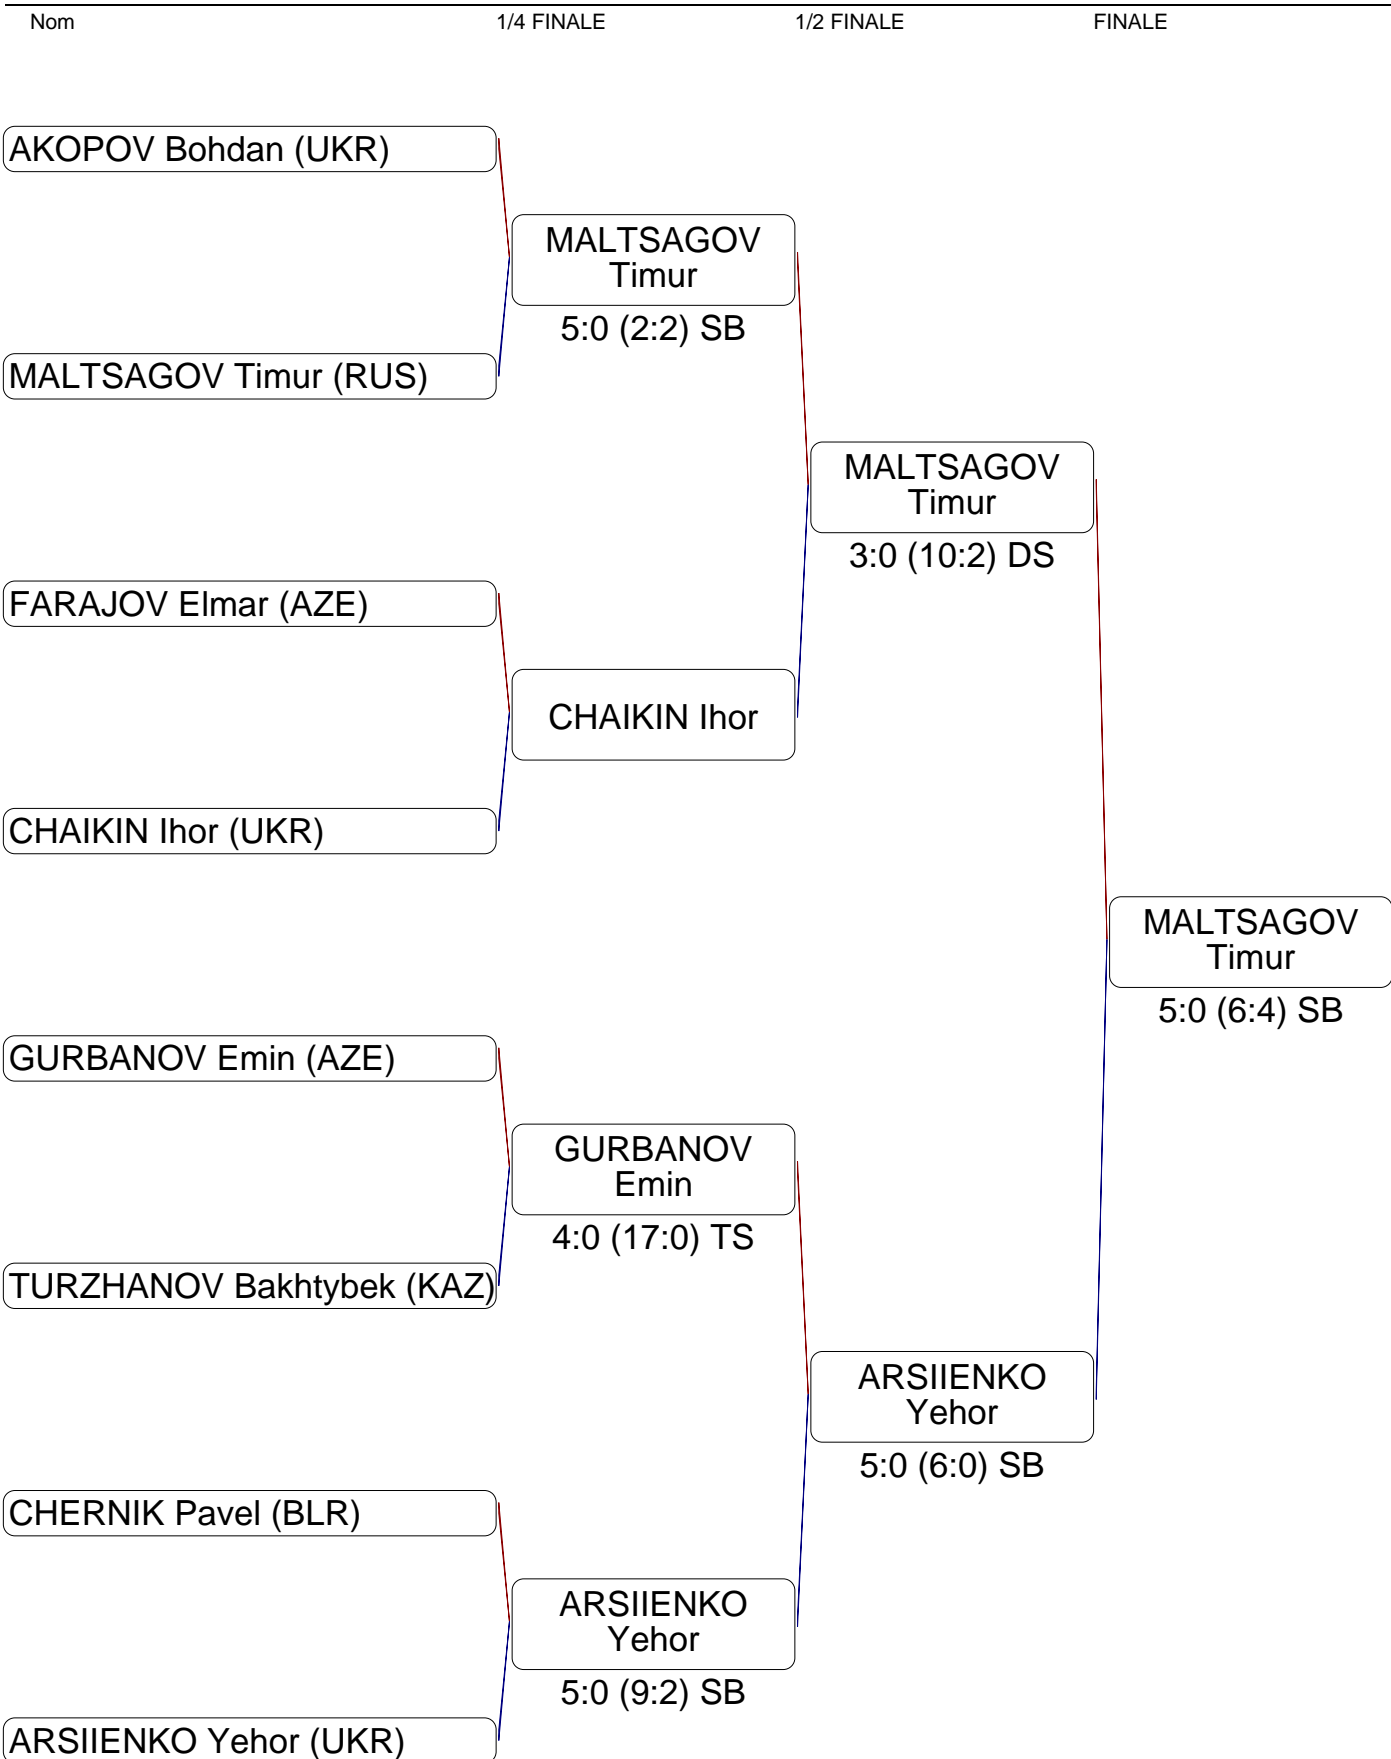 Nom 1/4 FINALE 1/2 FINALE FINALE
AKOPOV Bohdan (UKR)
MALTSAGOV
Timur
5:0 (2:2) SB
MALTSAGOV Timur (RUS)
MALTSAGOV
Timur
3:0 (10:2) DS
FARAJOV Elmar (AZE)
CHAIKIN Ihor
CHAIKIN Ihor (UKR)
MALTSAGOV
Timur
5:0 (6:4) SB
GURBANOV Emin (AZE)
GURBANOV
Emin
4:0 (17:0) TS
TURZHANOV Bakhtybek (KAZ)
ARSIIENKO
Yehor
5:0 (6:0) SB
CHERNIK Pavel (BLR)
ARSIIENKO
Yehor
5:0 (9:2) SB
ARSIIENKO Yehor (UKR)